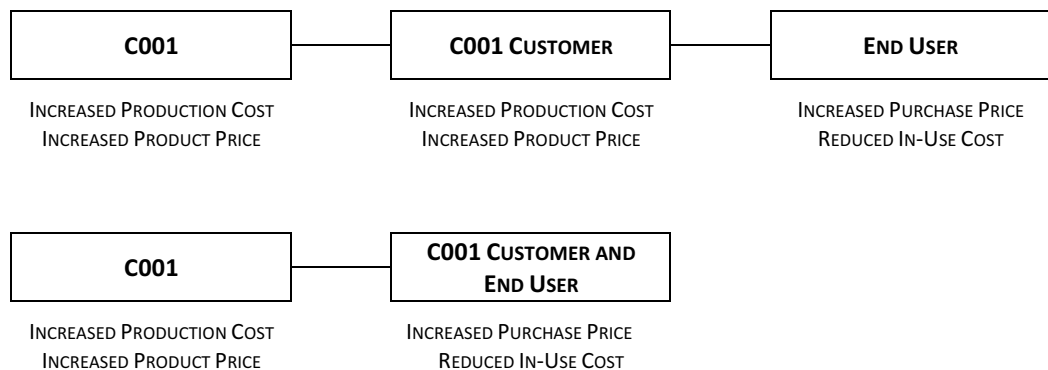 C001
C001 CUSTOMER
END USER
INCREASED PRODUCTION COST
INCREASED PRODUCT PRICE
INCREASED PRODUCTION COST
INCREASED PRODUCT PRICE
INCREASED PURCHASE PRICE
REDUCED IN-USE COST
C001
C001 CUSTOMER AND
END USER
INCREASED PRODUCTION COST
INCREASED PRODUCT PRICE
INCREASED PURCHASE PRICE
REDUCED IN-USE COST